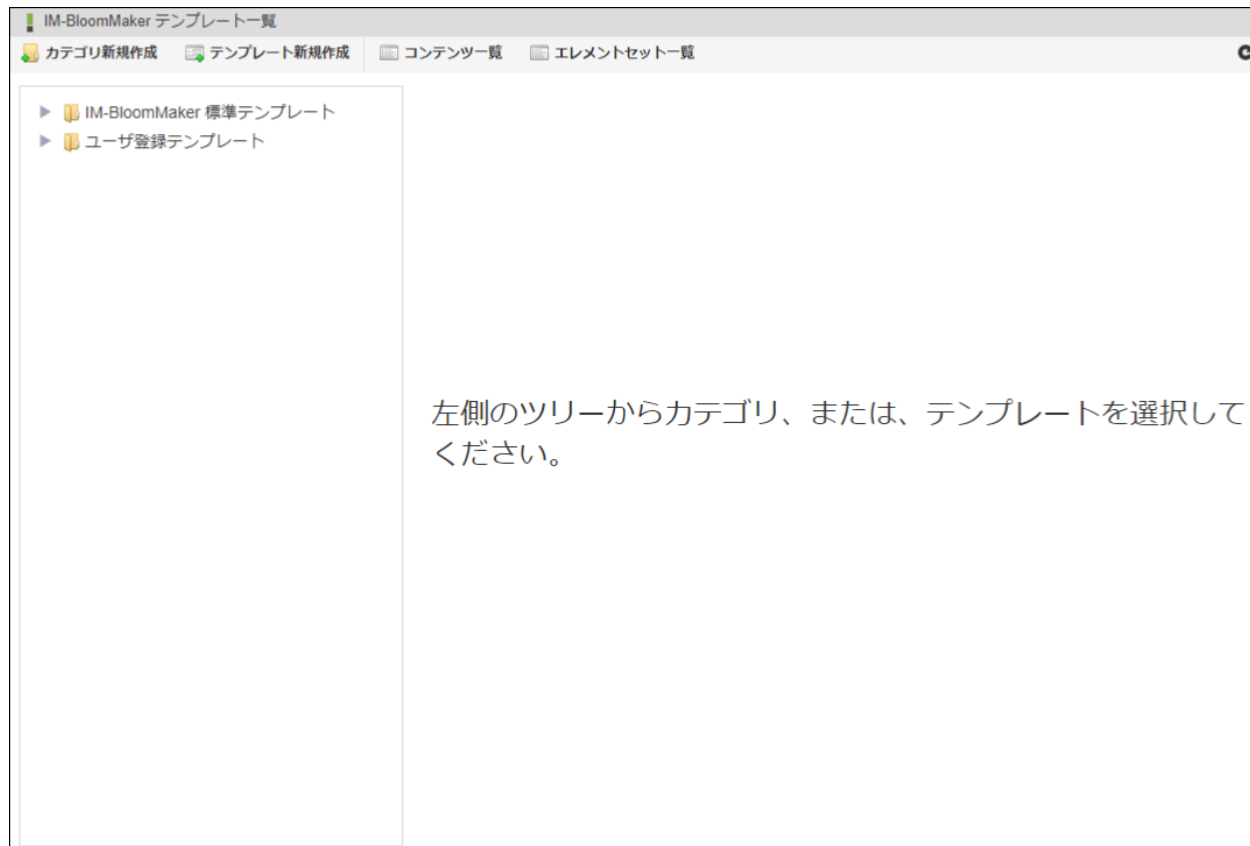 IM-BloomMaker テンプレート一覧
カテゴリ新規作成 テンプレート新規作成 コンテンツ一覧 エレメントセット一覧
IM-BloomMaker 標準テンプレート
ユーザ登録テンプレート
左側のツリーからカテゴリ、または、テンプレートを選択して
ください。